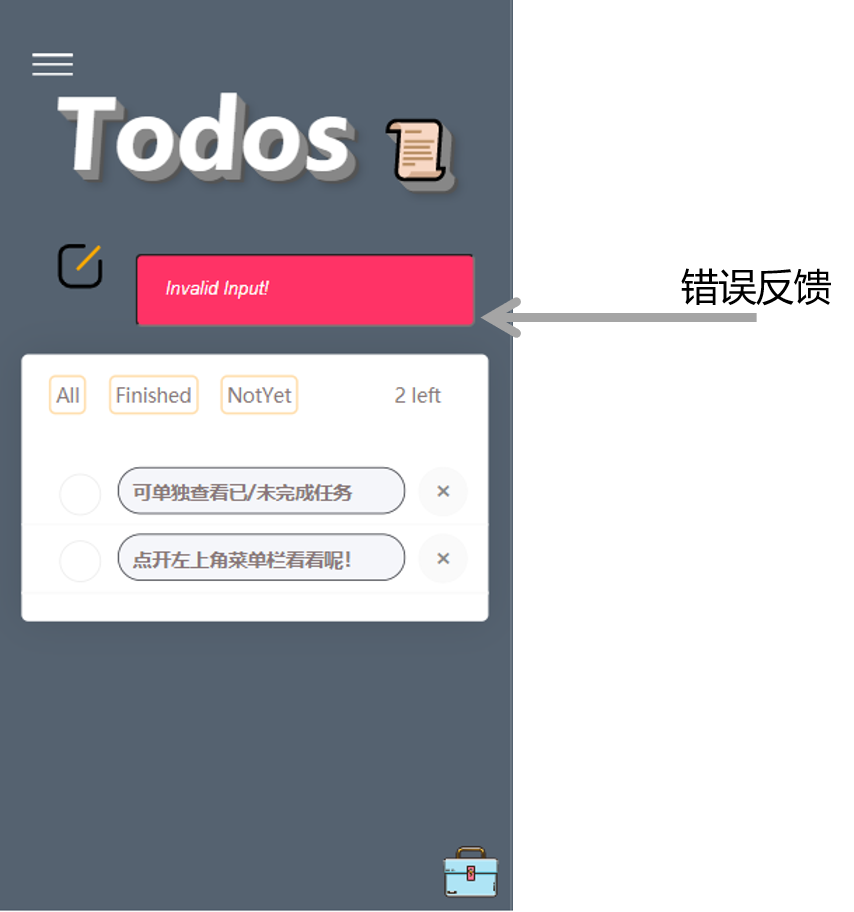 Todos
Invalid Input!
错误反馈
All Finished NotYet 2 left
可单独查看已/未完成任务 ×
点开左上角菜单栏看看呢! ×